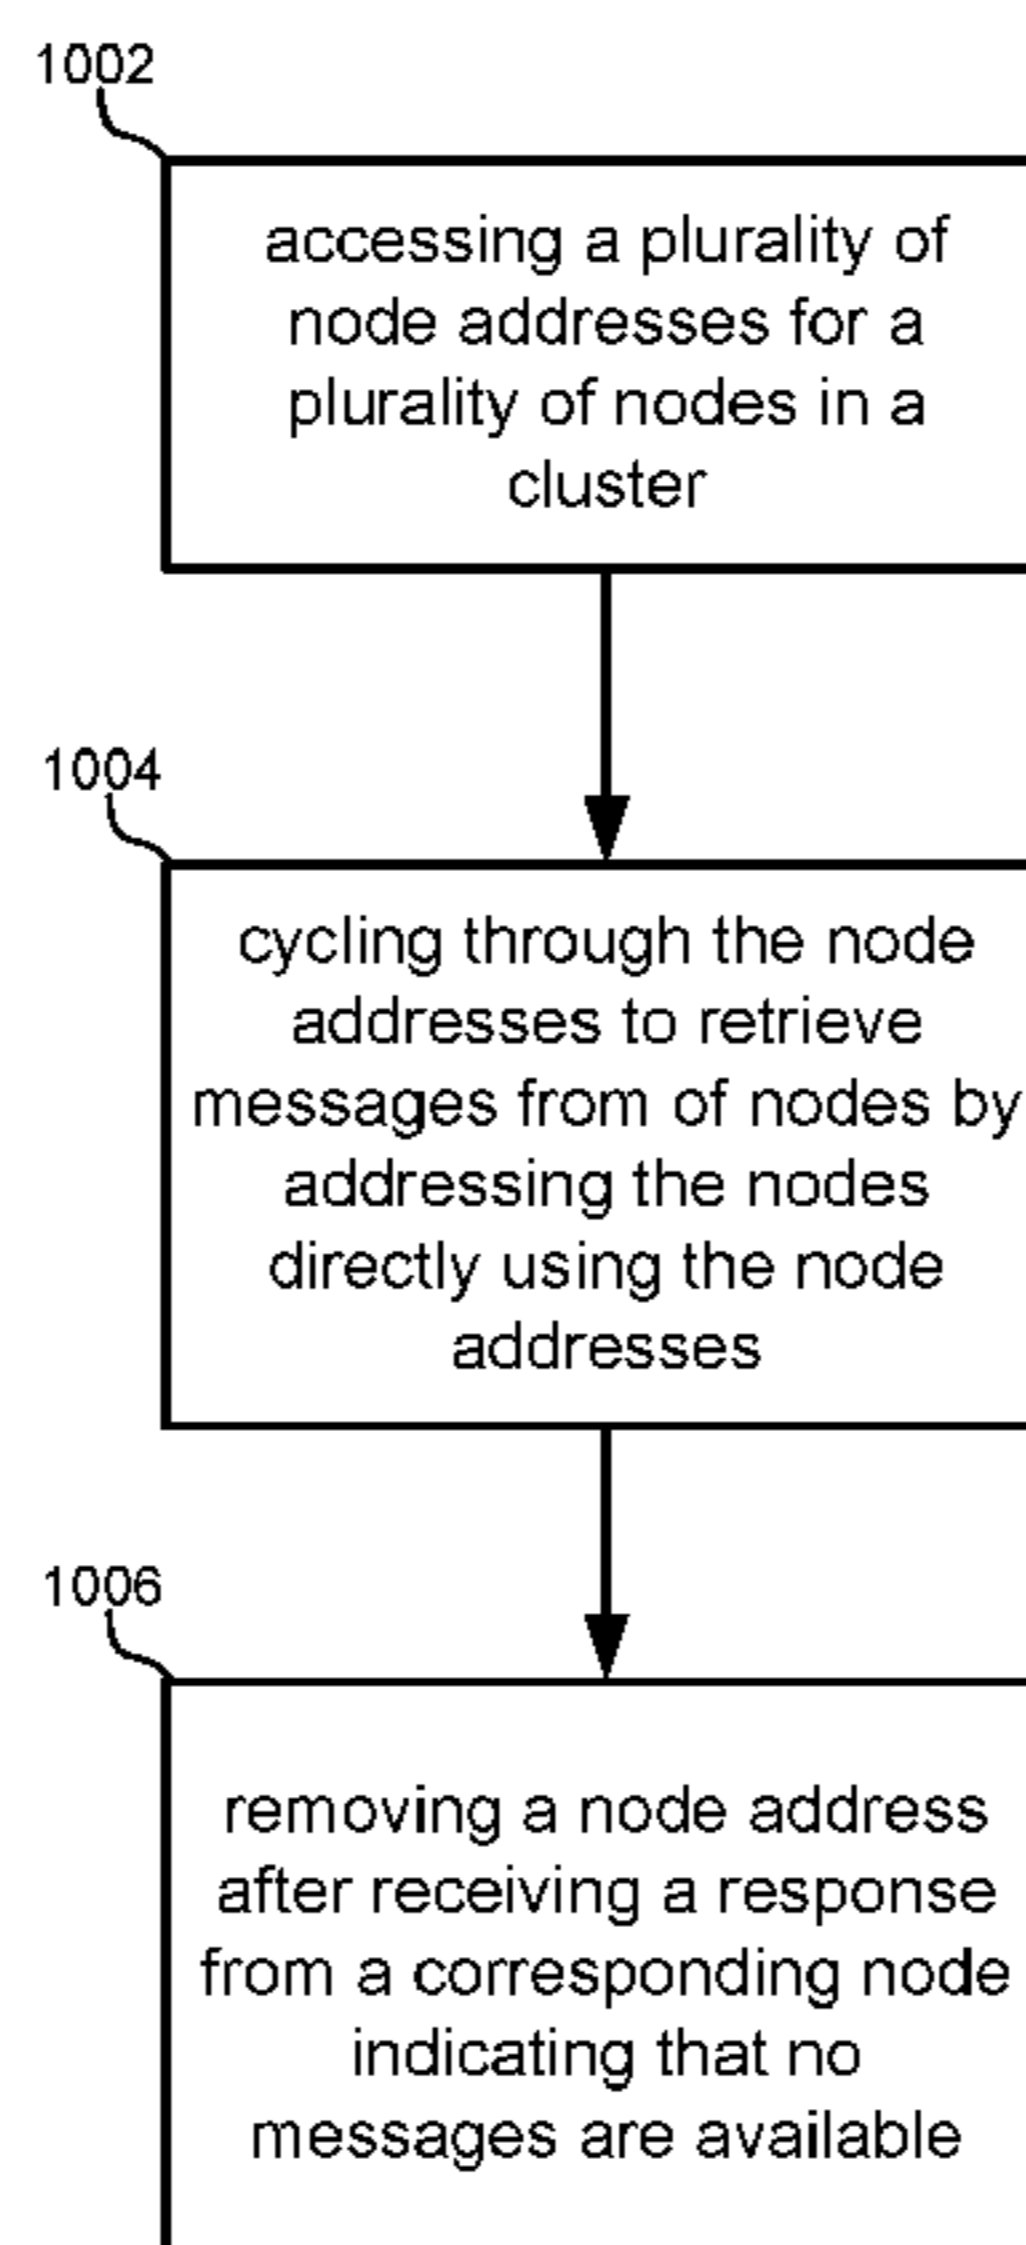 1002
accessing a plurality of
node addresses for a
plurality of nodes in a
cluster
1004
cycling through the node
addresses to retrieve
messages from of nodes by
addressing the nodes
directly using the node
addresses
1006
removing a node address
after receiving a response
from a corresponding node
indicating that no
messages are available